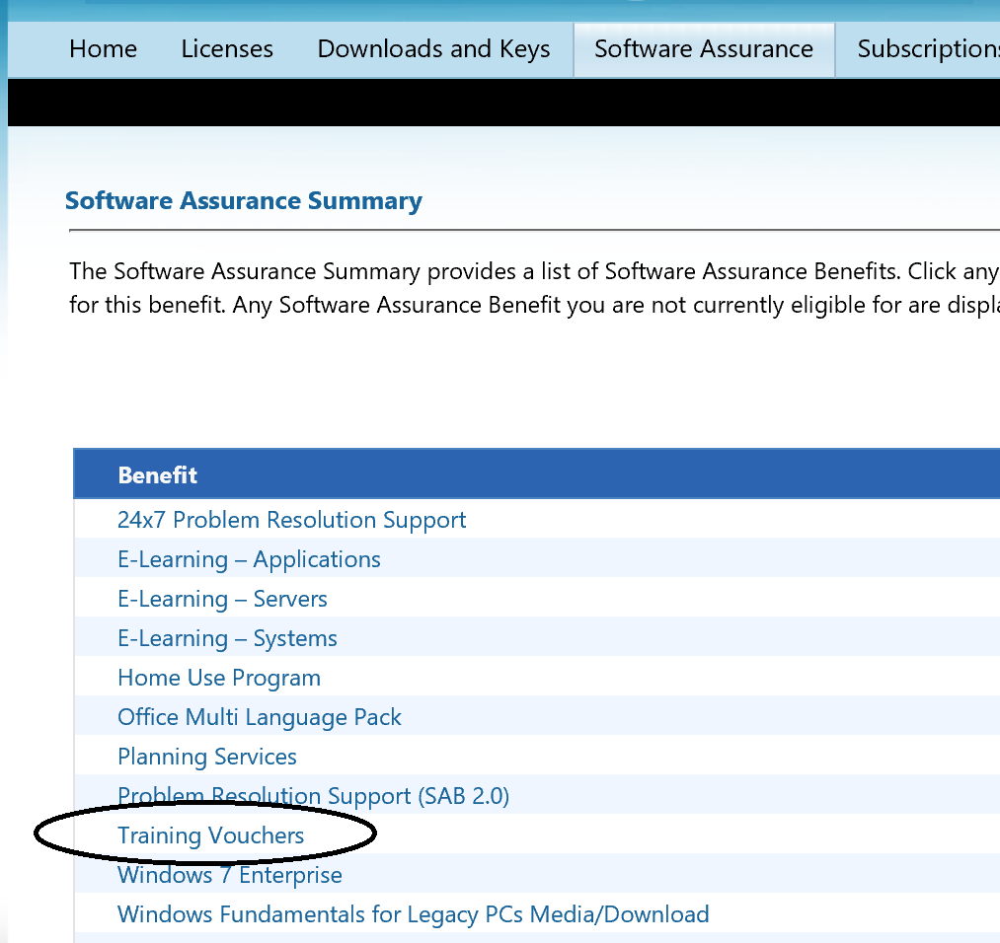 Home Licenses Downloads and Keys Software Assurance Subscriptions
Software Assurance Summary
The Software Assurance Summary provides a list of Software Assurance Benefits. Click any
for this benefit. Any Software Assurance Benefit you are not currently eligible for are displa
Benefit
24x7 Problem Resolution Support
E-Learning – Applications
E-Learning – Servers
E-Learning – Systems
Home Use Program
Office Multi Language Pack
Planning Services
Problem Resolution Support (SAB 2.0)
Training Vouchers
Windows 7 Enterprise
Windows Fundamentals for Legacy PCs Media/Download